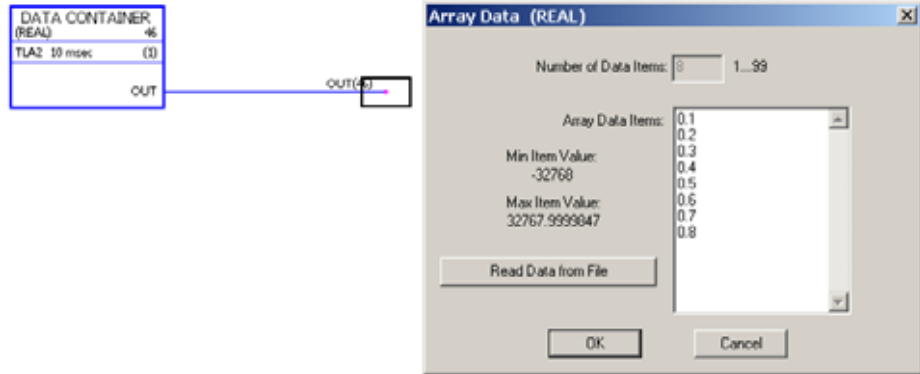 DATA CONTAINER
(REAL) 46
TLA2 10 msec (1)
OUT
OUT(46)
Array Data (REAL)
Number of Data Items: 8 1...99
Array Data Items:
0.1
0.2
0.3
0.4
0.5
0.6
0.7
0.8
Min Item Value:
-32768
Max Item Value:
32767.9999847
Read Data from File
OK Cancel